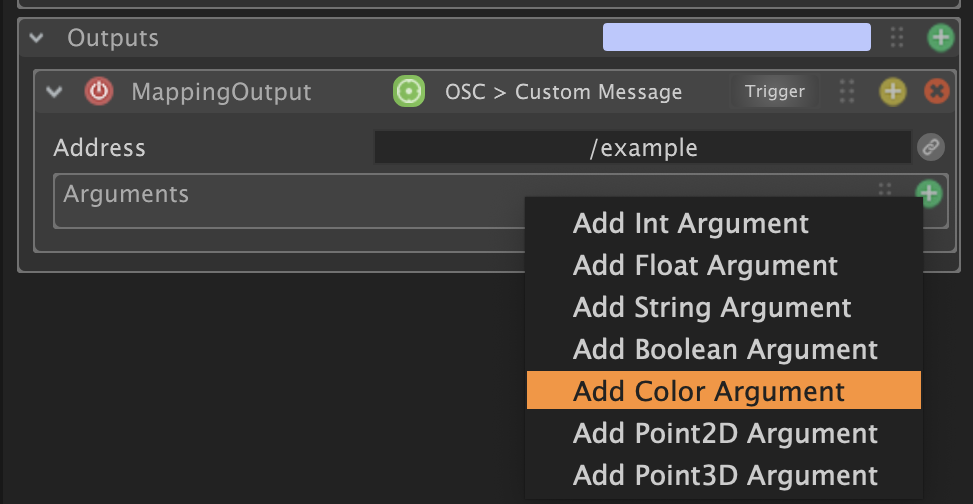 Outputs
MappingOutput OSC > Custom Message Trigger
Address /example
Arguments
Add Int Argument
Add Float Argument
Add String Argument
Add Boolean Argument
Add Color Argument
Add Point2D Argument
Add Point3D Argument